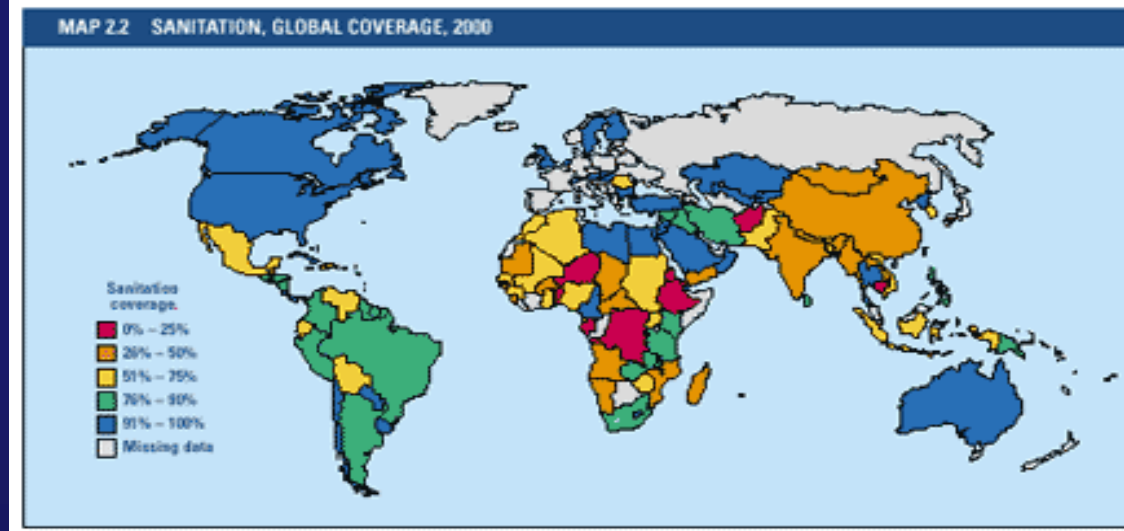 MAP 2.2 SANITATION, GLOBAL COVERAGE, 2000
Sanitation
coverage.
0% – 25%
26% – 50%
51% – 75%
76% – 90%
91% – 100%
Missing data